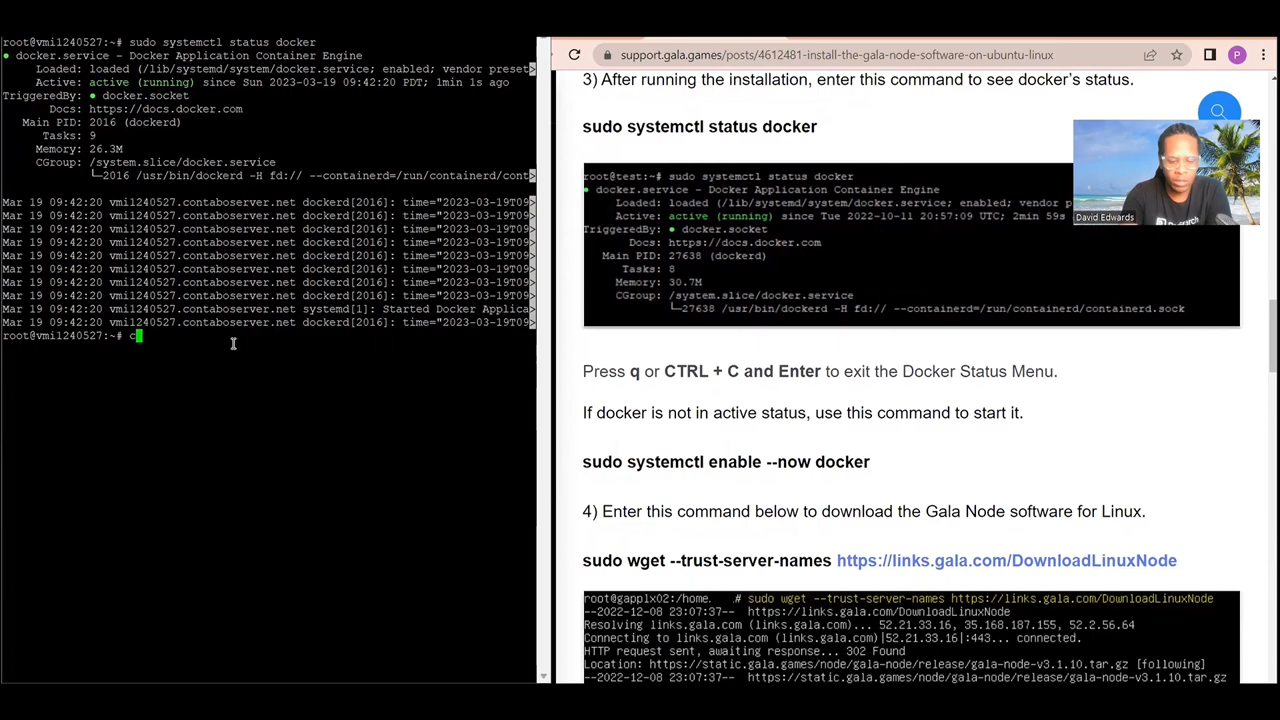 root@vmi1240527:~# sudo systemctl status docker
● docker.service - Docker Application Container Engine
Loaded: loaded (/lib/systemd/system/docker.service; enabled; vendor preset>
Active: active (running) since Sun 2023-03-19 09:42:20 PDT; 1min 1s ago
TriggeredBy: ● docker.socket
Docs: https://docs.docker.com
Main PID: 2016 (dockerd)
Tasks: 9
Memory: 26.3M
CGroup: /system.slice/docker.service
└─2016 /usr/bin/dockerd -H fd:// --containerd=/run/containerd/cont>
Mar 19 09:42:20 vmi1240527.contaboserver.net dockerd[2016]: time="2023-03-19T09>
Mar 19 09:42:20 vmi1240527.contaboserver.net dockerd[2016]: time="2023-03-19T09>
Mar 19 09:42:20 vmi1240527.contaboserver.net dockerd[2016]: time="2023-03-19T09>
Mar 19 09:42:20 vmi1240527.contaboserver.net dockerd[2016]: time="2023-03-19T09>
Mar 19 09:42:20 vmi1240527.contaboserver.net dockerd[2016]: time="2023-03-19T09>
Mar 19 09:42:20 vmi1240527.contaboserver.net dockerd[2016]: time="2023-03-19T09>
Mar 19 09:42:20 vmi1240527.contaboserver.net dockerd[2016]: time="2023-03-19T09>
Mar 19 09:42:20 vmi1240527.contaboserver.net dockerd[2016]: time="2023-03-19T09>
Mar 19 09:42:20 vmi1240527.contaboserver.net systemd[1]: Started Docker Applica>
Mar 19 09:42:20 vmi1240527.contaboserver.net dockerd[2016]: time="2023-03-19T09>
root@vmi1240527:~# c
support.gala.games/posts/4612481-install-the-gala-node-software-on-ubuntu-linux
P
3) After running the installation, enter this command to see docker's status.
sudo systemctl status docker
root@test:~# sudo systemctl status docker
● docker.service - Docker Application Container Engine
Loaded: loaded (/lib/systemd/system/docker.service; enabled; vendor p
Active: active (running) since Tue 2022-10-11 20:57:09 UTC; 2min 59s
TriggeredBy: ● docker.socket
Docs: https://docs.docker.com
Main PID: 27638 (dockerd)
Tasks: 8
Memory: 30.7M
CGroup: /system.slice/docker.service
└─27638 /usr/bin/dockerd -H fd:// --containerd=/run/containerd/containerd.sock
David Edwards
Press q or CTRL + C and Enter to exit the Docker Status Menu.
If docker is not in active status, use this command to start it.
sudo systemctl enable --now docker
4) Enter this command below to download the Gala Node software for Linux.
sudo wget --trust-server-names https://links.gala.com/DownloadLinuxNode
root@gapplx02:/home. # sudo wget --trust-server-names https://links.gala.com/DownloadLinuxNode
--2022-12-08 23:07:37-- https://links.gala.com/DownloadLinuxNode
Resolving links.gala.com (links.gala.com)... 52.21.33.16, 35.168.187.155, 52.2.56.64
Connecting to links.gala.com (links.gala.com)|52.21.33.16|:443... connected.
HTTP request sent, awaiting response... 302 Found
Location: https://static.gala.games/node/gala-node/release/gala-node-v3.1.10.tar.gz [following]
--2022-12-08 23:07:37-- https://static.gala.games/node/gala-node/release/gala-node-v3.1.10.tar.gz